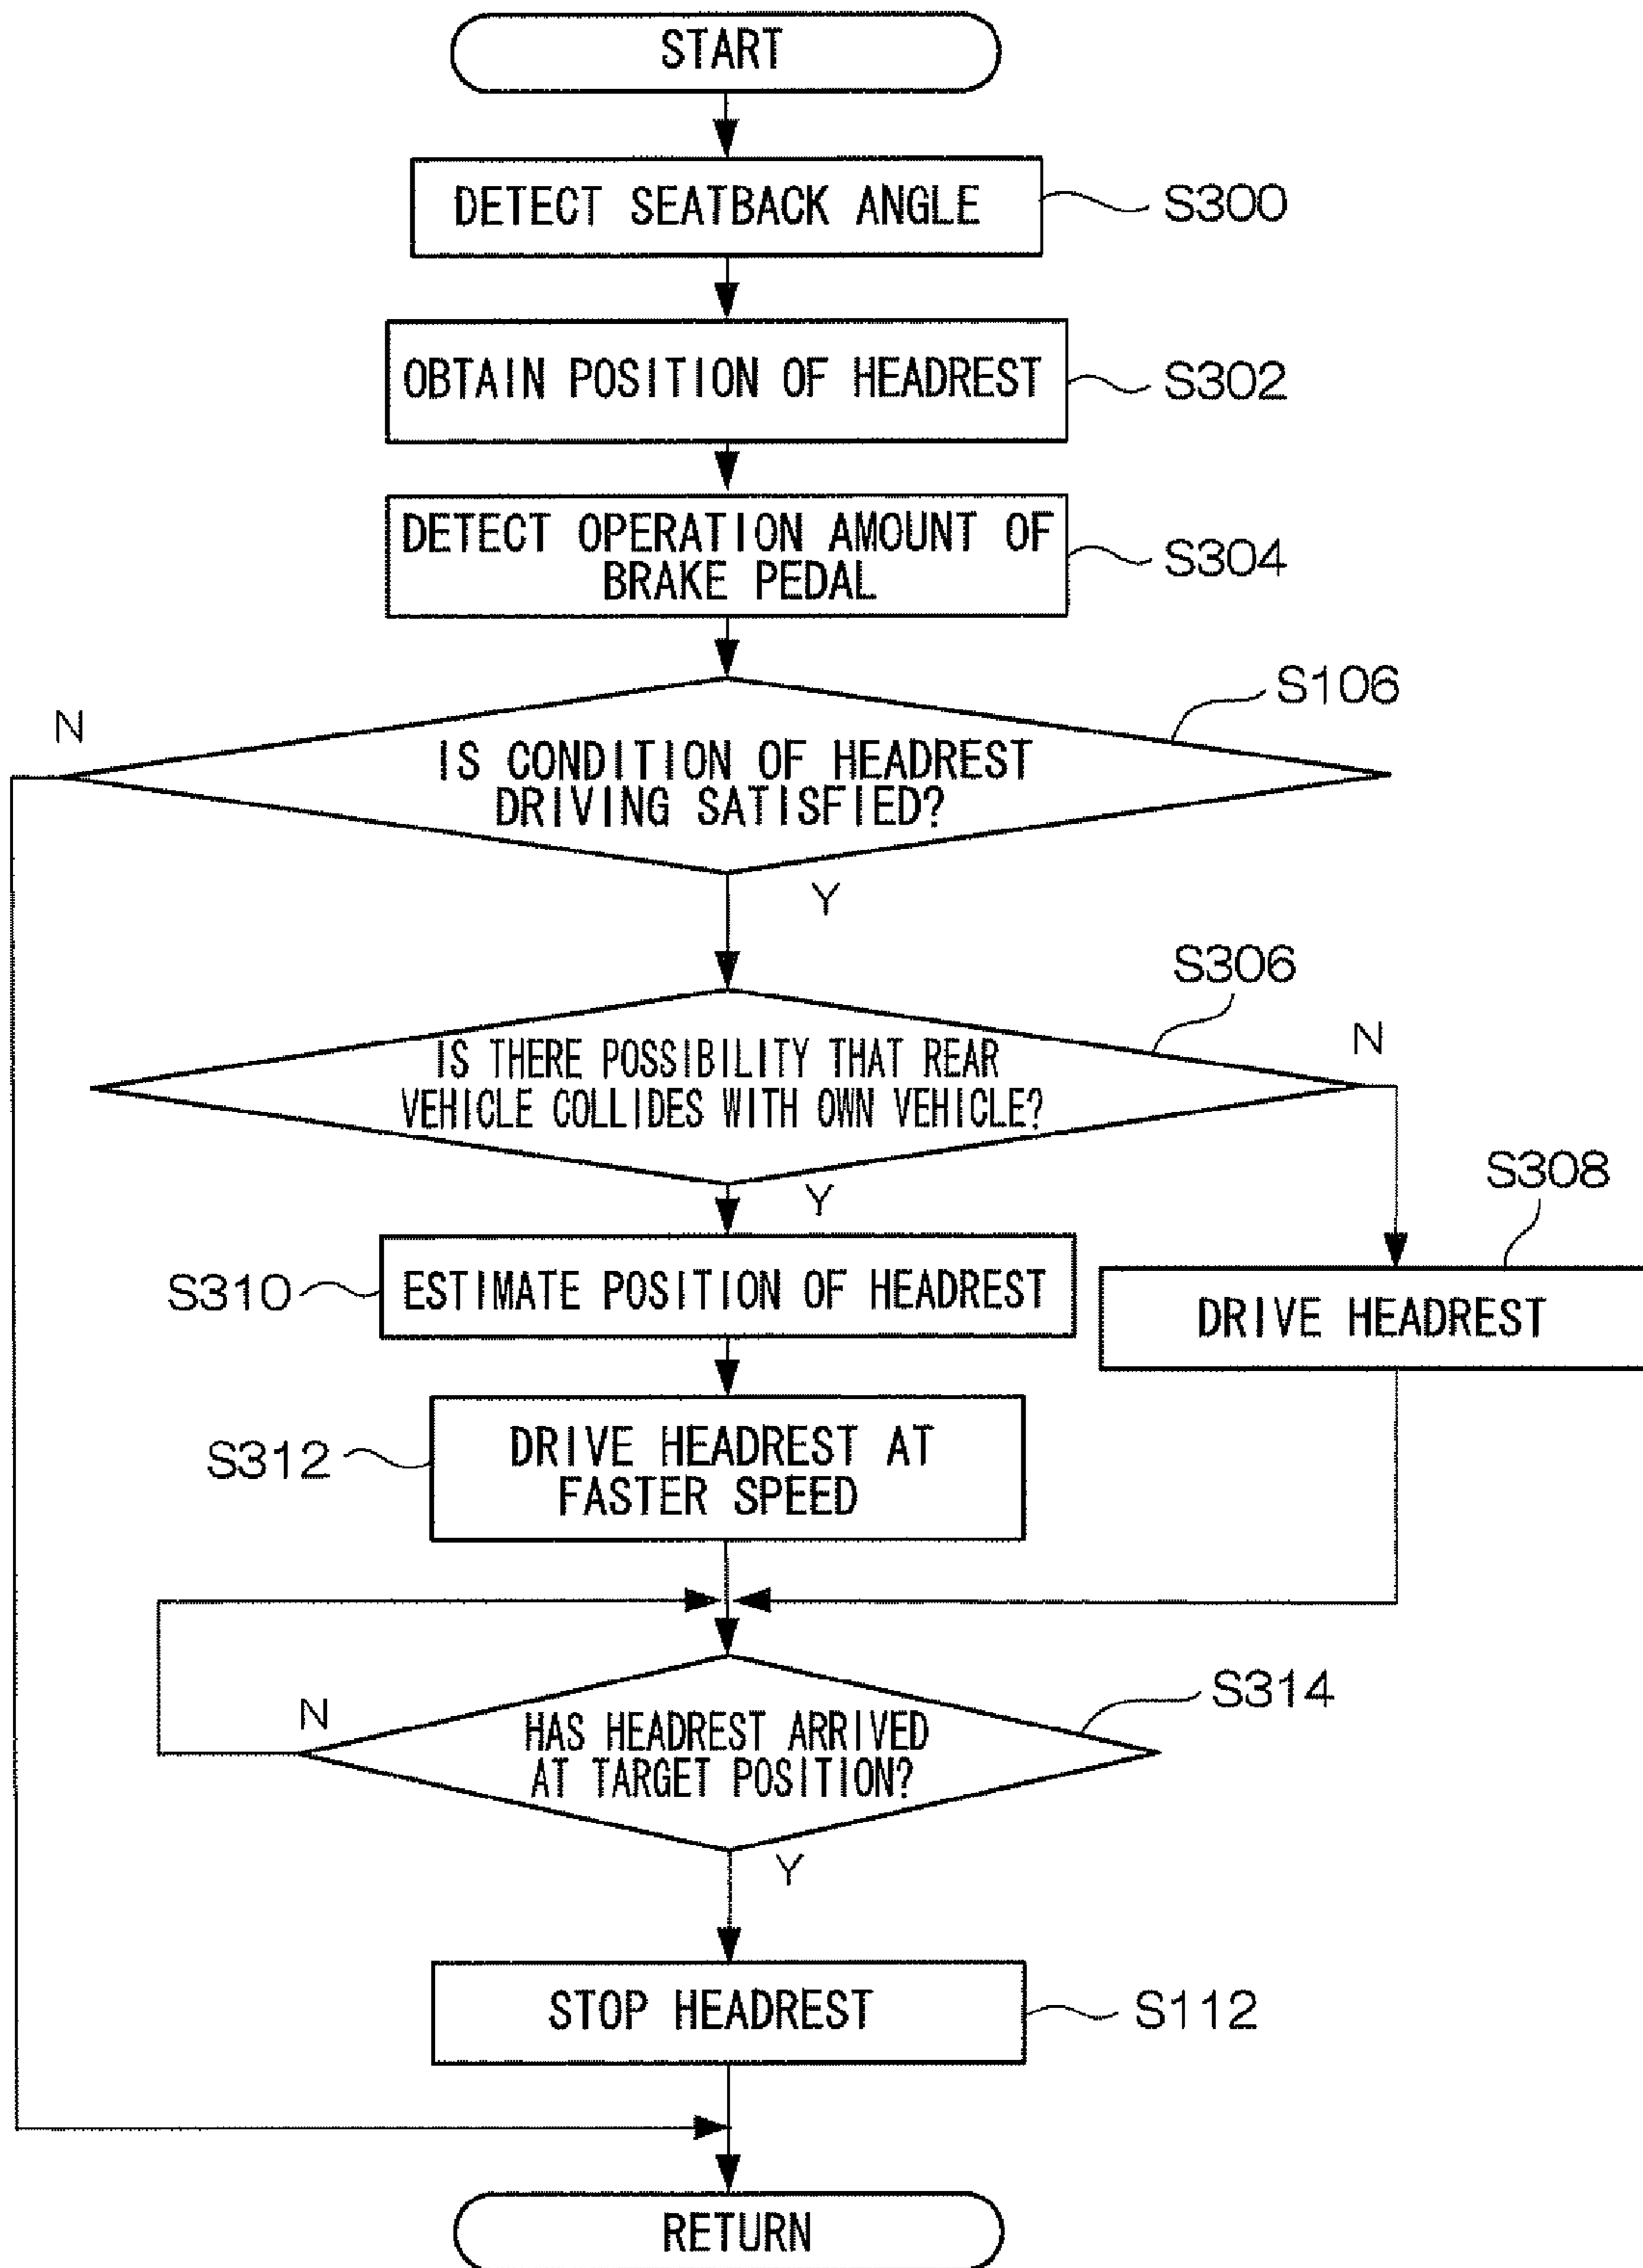 START
DETECT SEATBACK ANGLE
S300
OBTAIN POSITION OF HEADREST
S302
DETECT OPERATION AMOUNT OF
BRAKE PEDAL
S304
S106
N
IS CONDITION OF HEADREST
DRIVING SATISFIED?
Y
S306
N
IS THERE POSSIBILITY THAT REAR
VEHICLE COLLIDES WITH OWN VEHICLE?
Y
S308
S310
ESTIMATE POSITION OF HEADREST
DRIVE HEADREST
S312
DRIVE HEADREST AT
FASTER SPEED
S314
N
HAS HEADREST ARRIVED
AT TARGET POSITION?
Y
STOP HEADREST
S112
RETURN